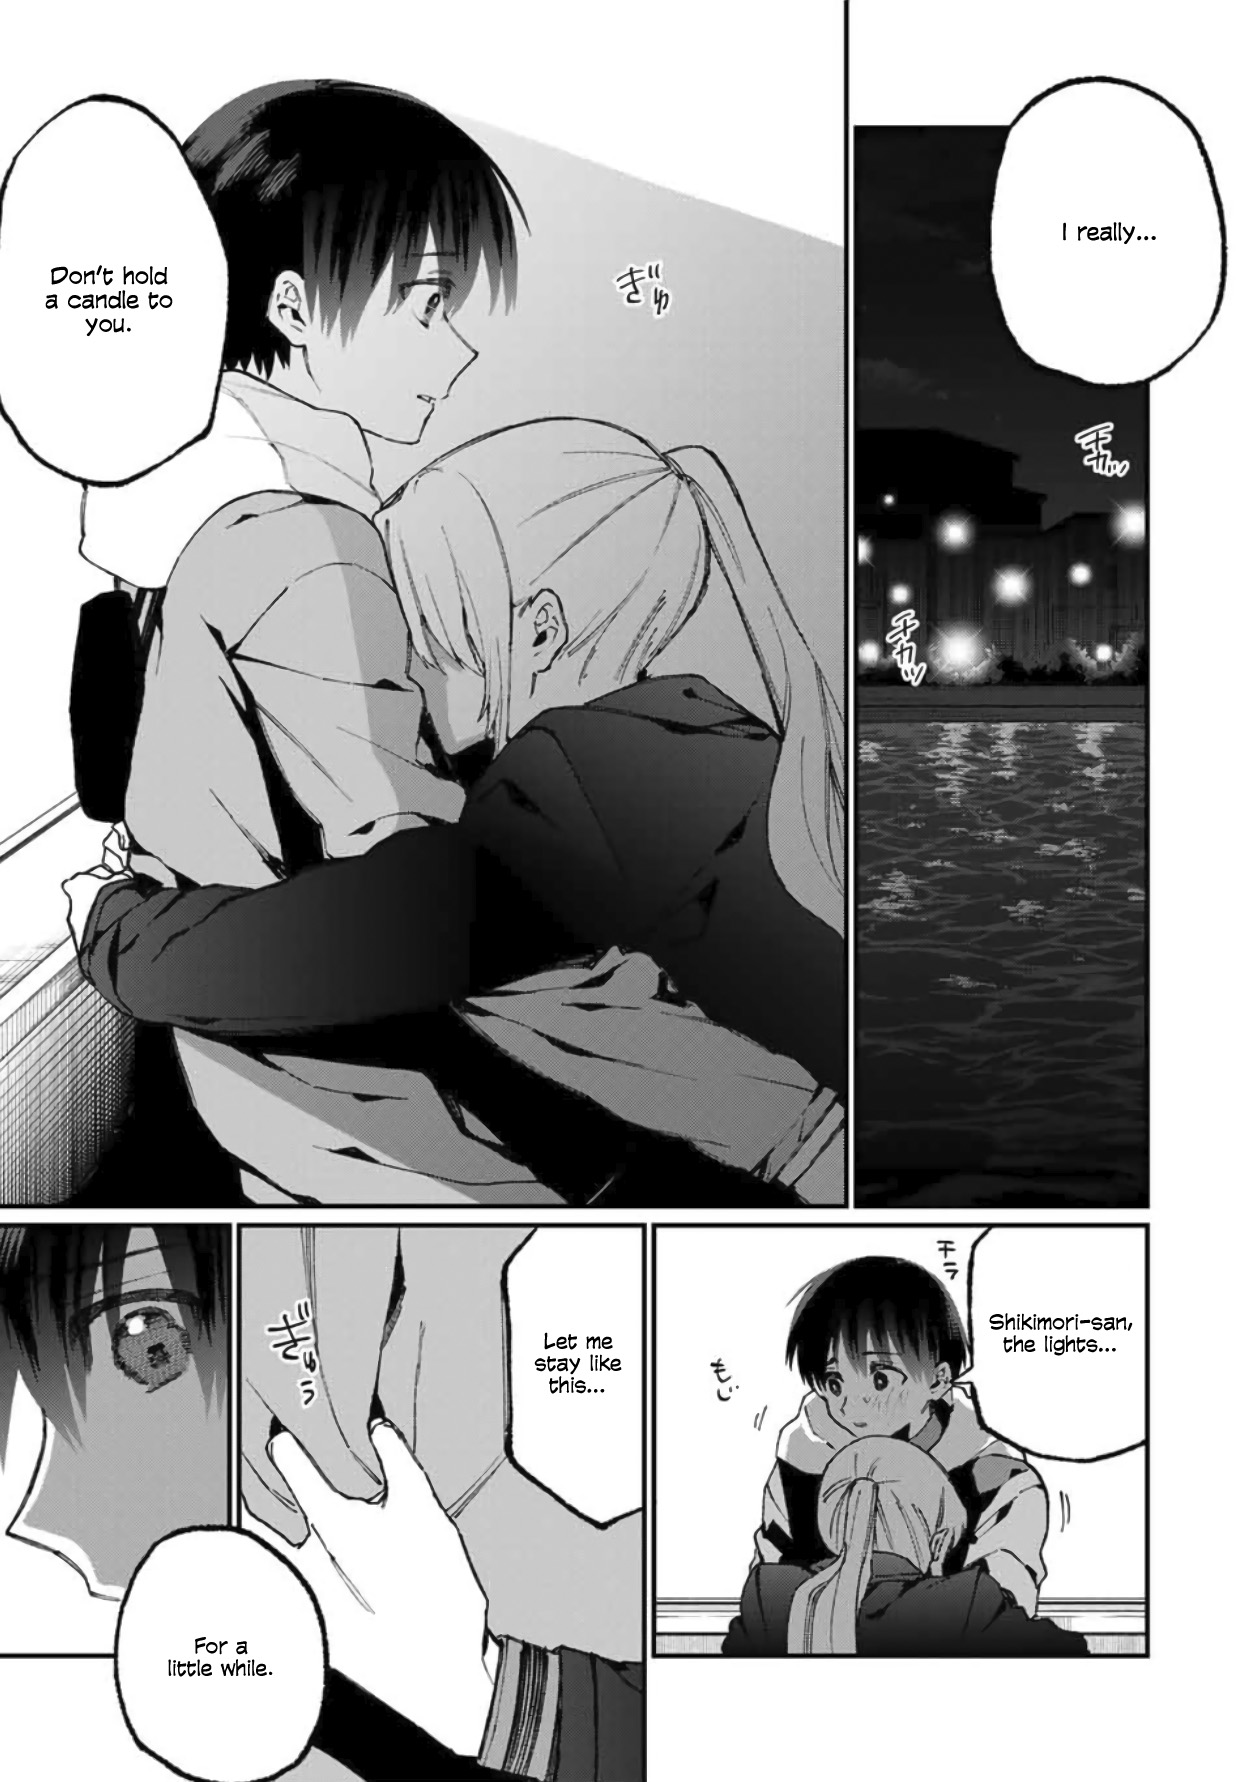 I really...
チカッ
チカッ
ぎゅ
Don't hold
a candle to
you.
Shikimori-san,
the lights...
チラ
もじ
Let me
stay like
this...
ぎゅう
For a
little while.